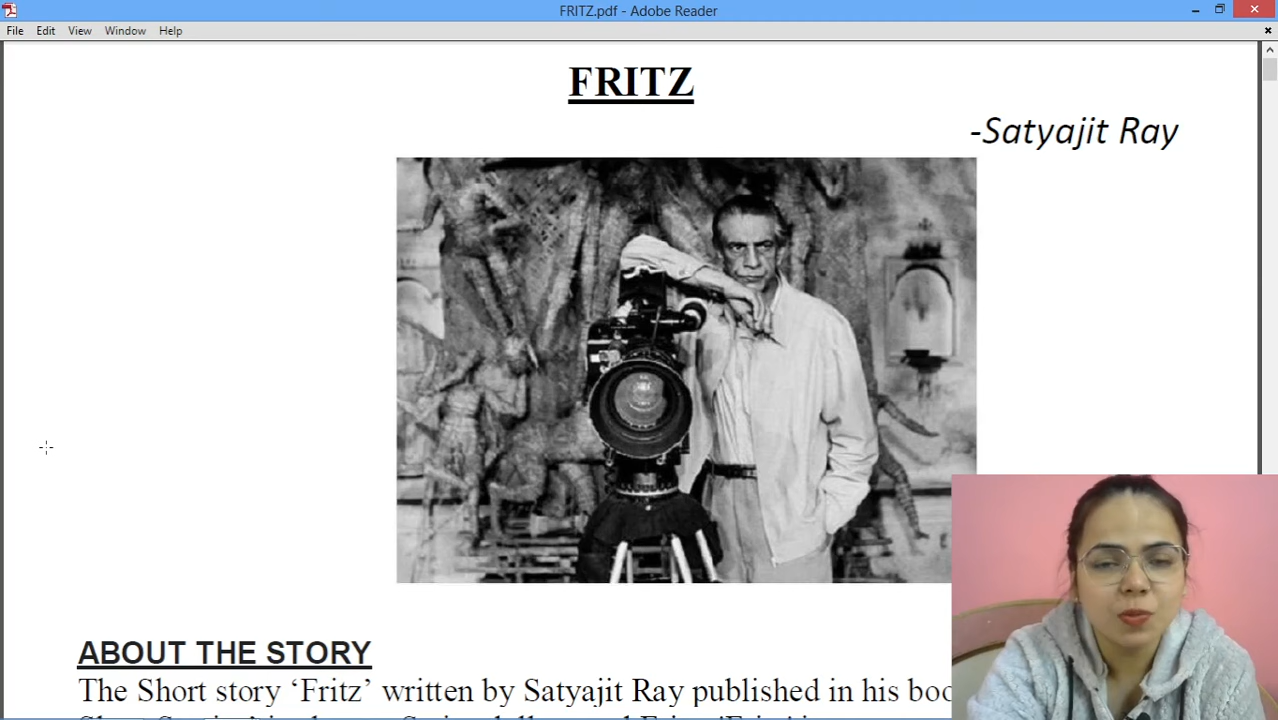 FRITZ.pdf - Adobe Reader
File Edit View Window Help
FRITZ
-Satyajit Ray
ABOUT THE STORY
The Short story ‘Fritz’ written by Satyajit Ray published in his